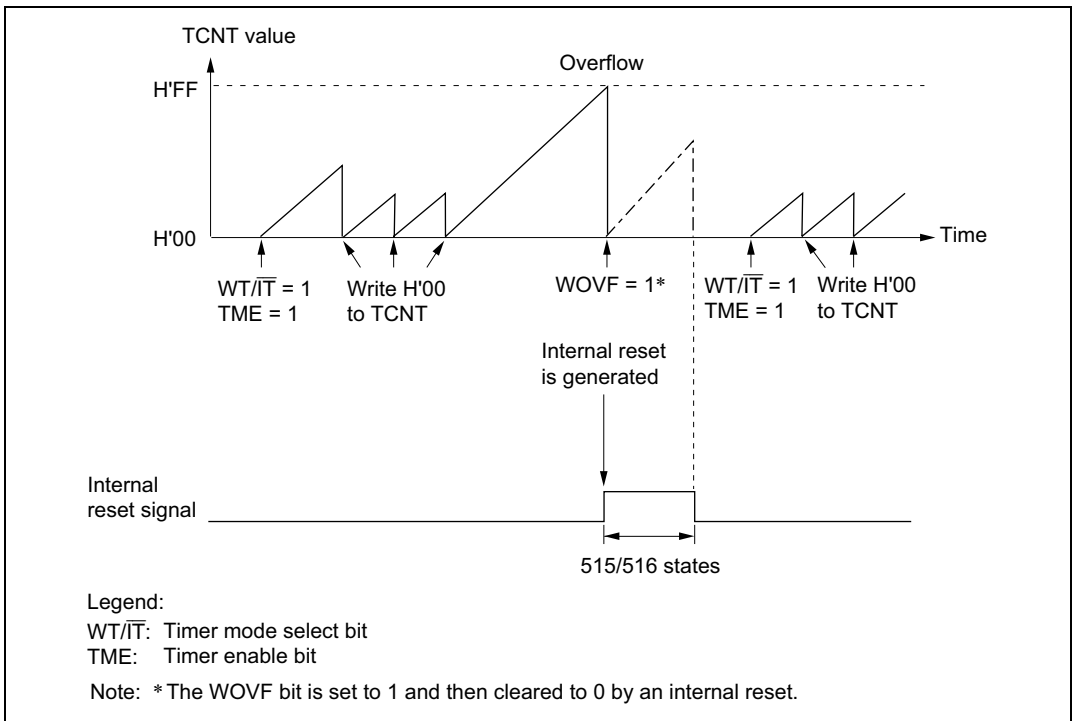 TCNT value
Overflow
H'FF
H'00
Time
WT/IT = 1
TME = 1
Write H'00
to TCNT
WOVF = 1*
WT/IT = 1
TME = 1
Write H'00
to TCNT
Internal reset
is generated
Internal
reset signal
515/516 states
Legend:
WT/IT: Timer mode select bit
TME: Timer enable bit
Note: * The WOVF bit is set to 1 and then cleared to 0 by an internal reset.